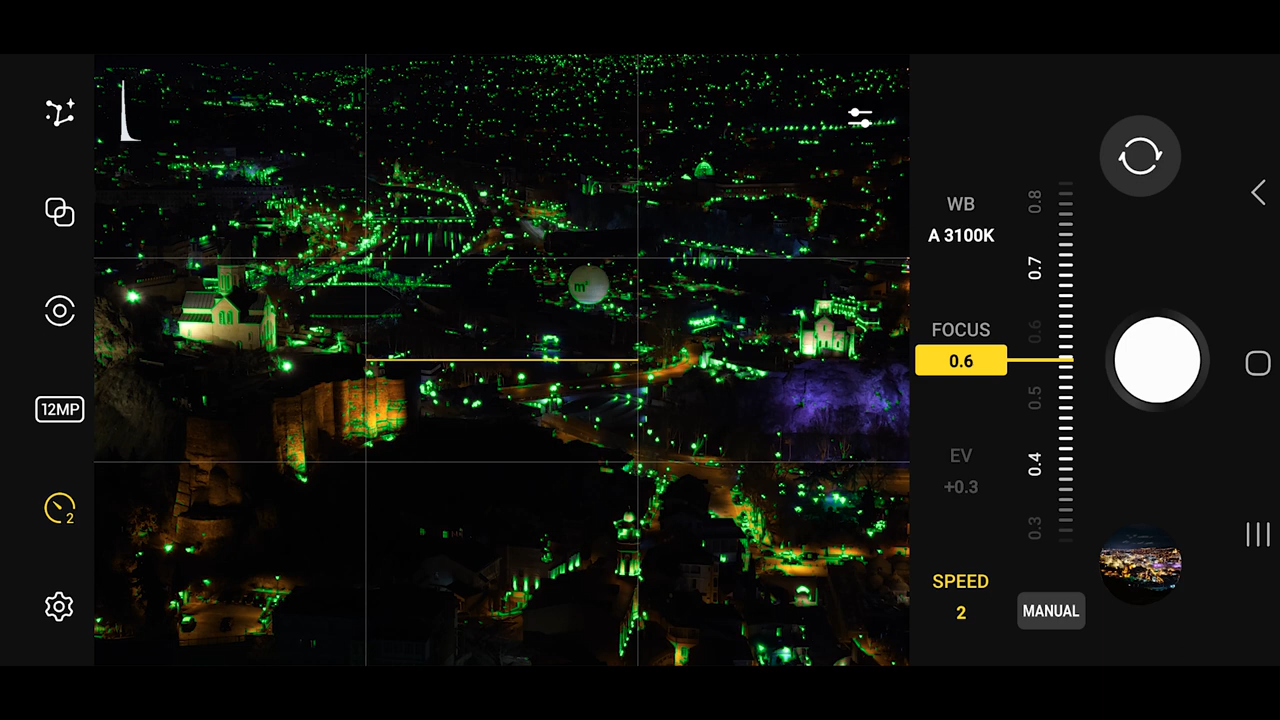 12MP
2
m²
WB
A 3100K
FOCUS
0.6
EV
+0.3
SPEED
2
0.8
0.7
0.6
0.5
0.4
0.3
MANUAL